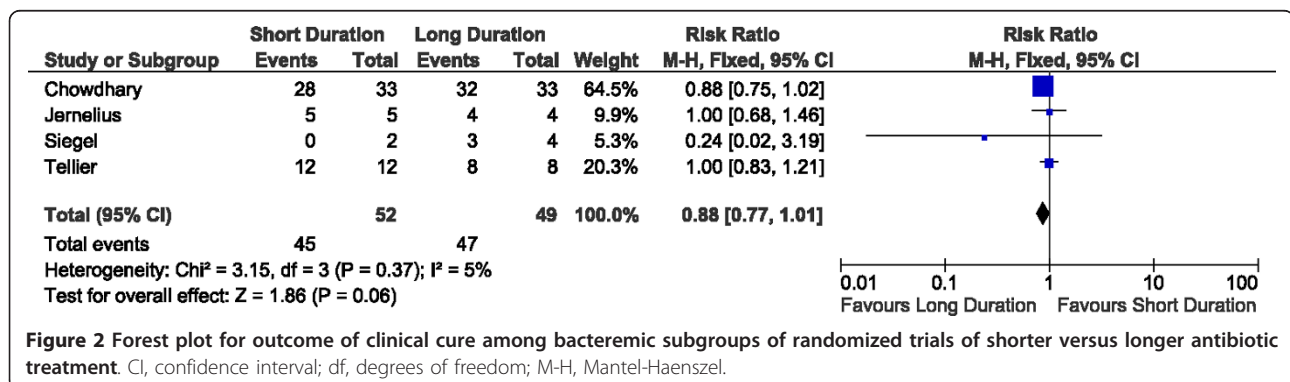 Short Duration Long Duration Risk Ratio Risk Ratio
Study or Subgroup Events Total Events Total Weight M-H, Fixed, 95% CI M-H, Fixed, 95% CI
Chowdhary 28 33 32 33 64.5% 0.88 [0.75, 1.02]
Jernelius 5 5 4 4 9.9% 1.00 [0.68, 1.46]
Siegel 0 2 3 4 5.3% 0.24 [0.02, 3.19]
Tellier 12 12 8 8 20.3% 1.00 [0.83, 1.21]
Total (95% CI) 52 49 100.0% 0.88 [0.77, 1.01]
Total events 45 47
Heterogeneity: Chi² = 3.15, df = 3 (P = 0.37); I² = 5%
Test for overall effect: Z = 1.86 (P = 0.06)
0.01 0.1 1 10 100
Favours Long Duration Favours Short Duration
Figure 2 Forest plot for outcome of clinical cure among bacteremic subgroups of randomized trials of shorter versus longer antibiotic
treatment. CI, confidence interval; df, degrees of freedom; M-H, Mantel-Haenszel.